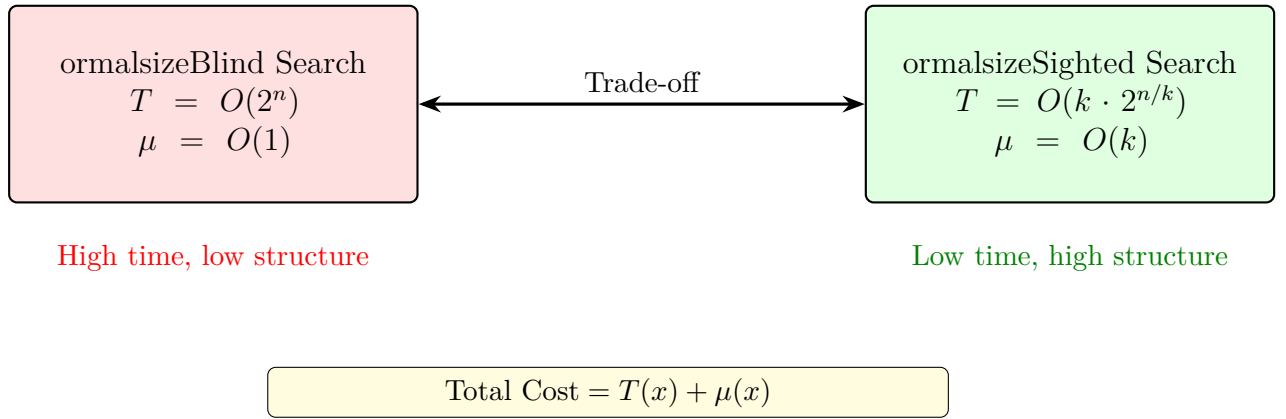 ormalsizeBlind Search
T = O(2^n)
μ = O(1)
Trade-off
ormalsizeSighted Search
T = O(k · 2^{n/k})
μ = O(k)
High time, low structure
Low time, high structure
Total Cost = T(x) + μ(x)